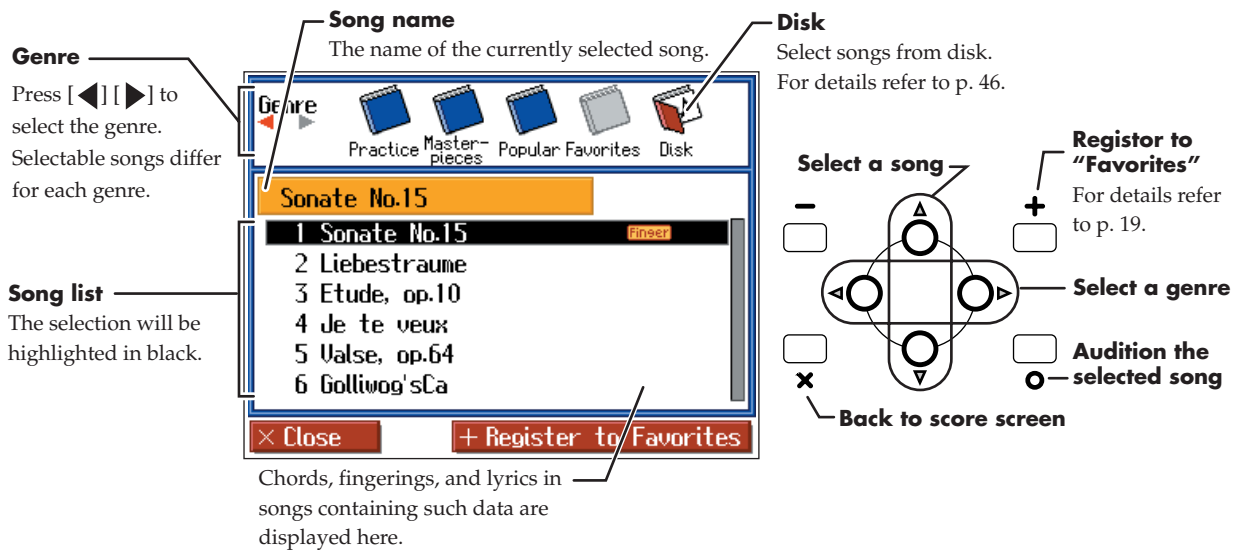 Song name
The name of the currently selected song.
Disk
Select songs from disk.
For details refer to p. 46.
Genre
Press [◀] [▶] to
select the genre.
Selectable songs differ
for each genre.
Genre
Practice
Master-
pieces
Popular
Favorites
Disk
Sonate No.15
1 Sonate No.15 Finger
2 Liebestraume
3 Etude, op.10
4 Je te veux
5 Valse, op.64
6 Golliwog'sCa
× Close
+ Register to Favorites
Song list
The selection will be
highlighted in black.
Chords, fingerings, and lyrics in
songs containing such data are
displayed here.
Select a song
Registor to
“Favorites”
For details refer
to p. 19.
Select a genre
Audition the
selected song
Back to score screen